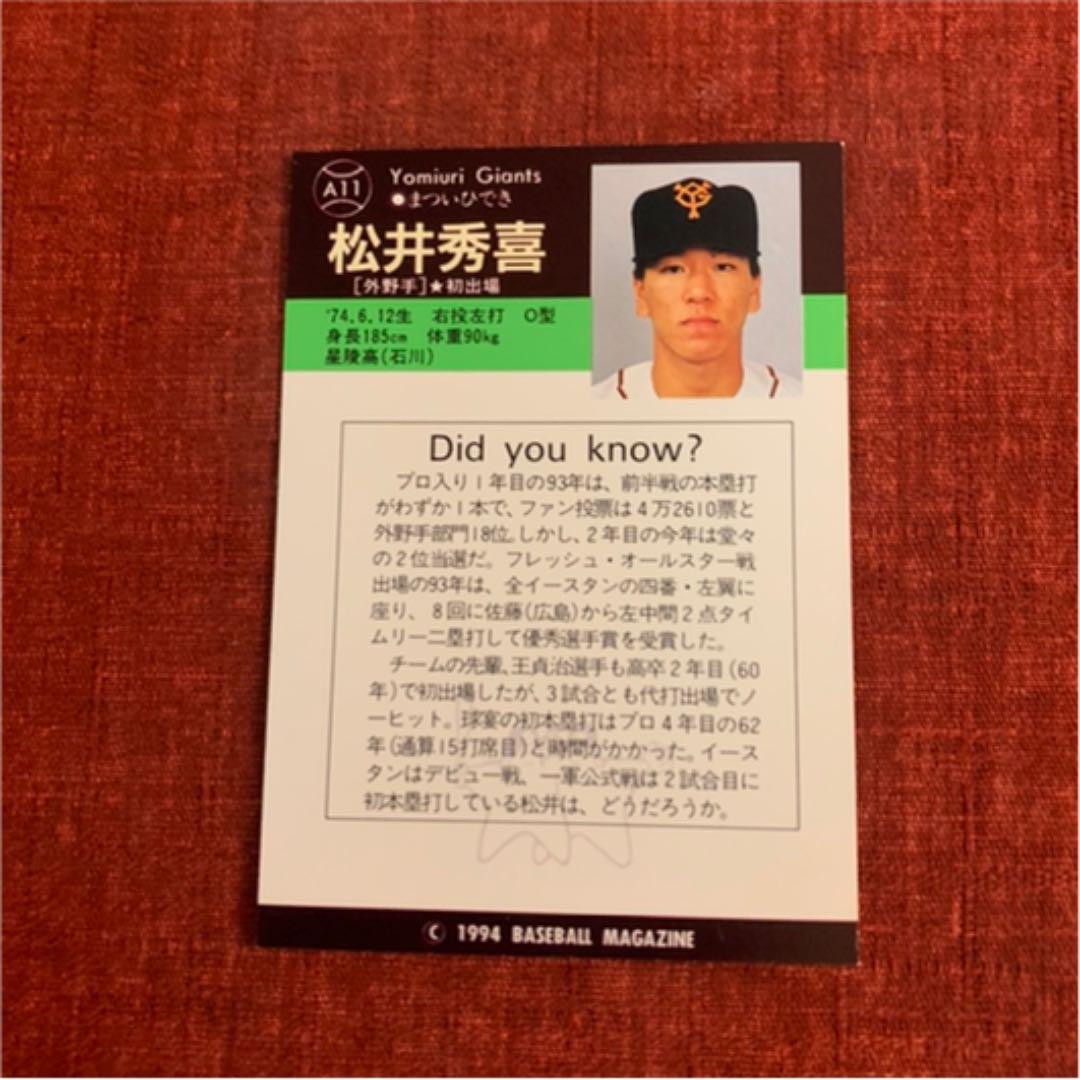 A11
Yomiuri Giants
●まついひでき
松井秀喜
[外野手]★初出場
'74.6.12生 右投左打 O型
身長185cm 体重90kg
星陵高(石川)
Did you know?
プロ入り1年目の93年は、前半戦の本塁打
がわずか1本で、ファン投票は4万2610票と
外野手部門18位。しかし、2年目の今年は堂々
の2位当選だ。フレッシュ・オールスター戦
出場の93年は、全イースタンの四番・左翼に
座り、8回に佐藤(広島)から左中間2点タイ
ムリー二塁打して優秀選手賞を受賞した。
チームの先輩、王貞治選手も高卒2年目(60
年)で初出場したが、3試合とも代打出場でノ
ーヒット。球宴の初本塁打はプロ4年目の62
年(通算15打席目)と時間がかかった。イース
タンはデビュー戦、一軍公式戦は2試合目に
初本塁打している松井は、どうだろうか。
© 1994 BASEBALL MAGAZINE